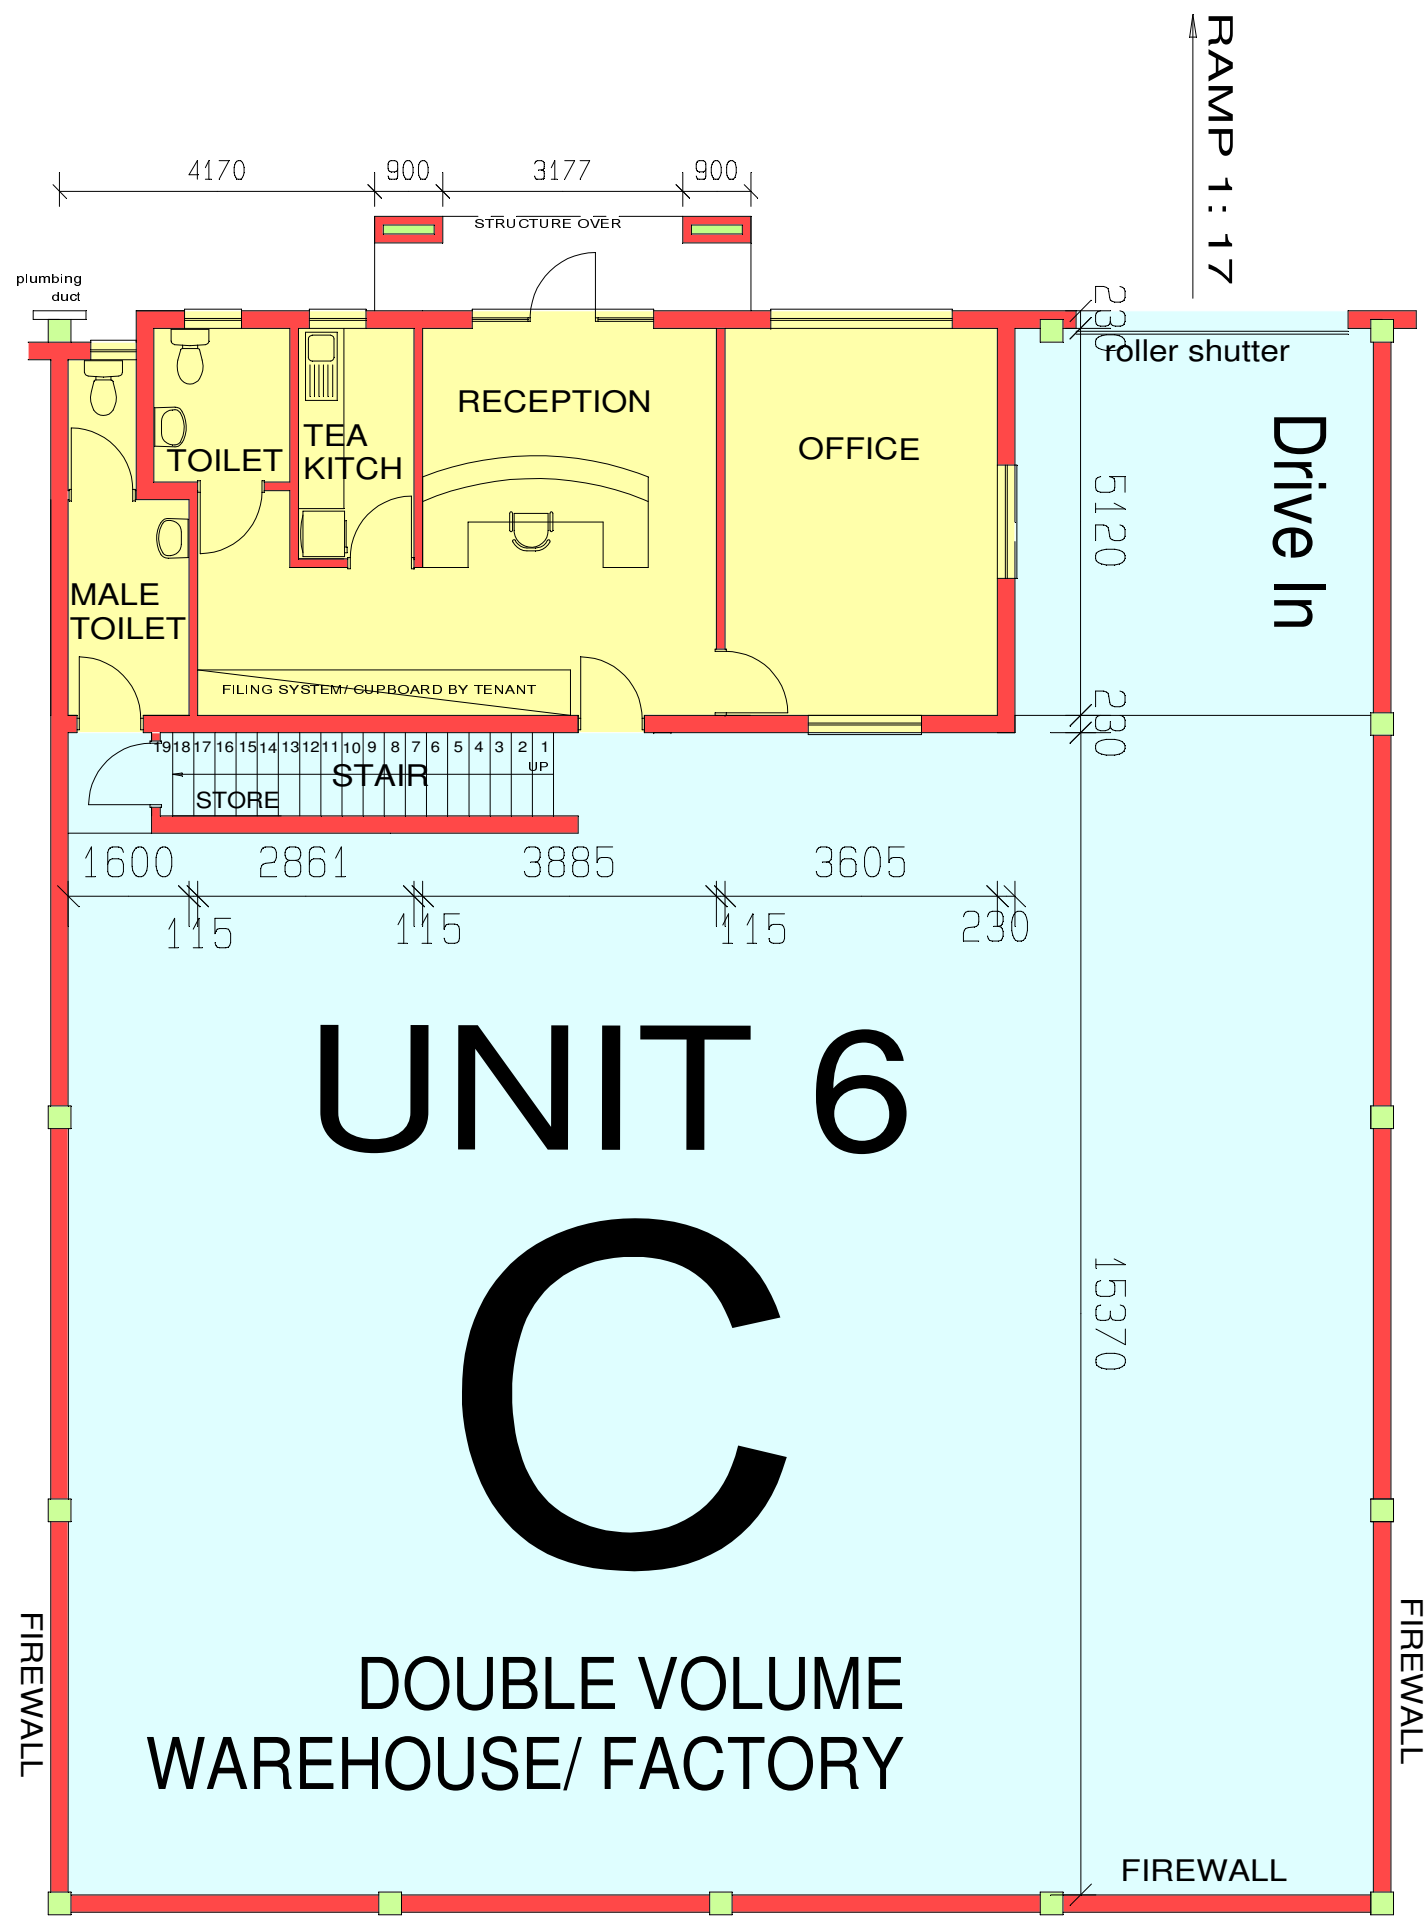 RAMP 1: 17
4170
900
3177
900
STRUCTURE OVER
plumbing
duct
230
roller shutter
RECEPTION
TEA
KITCH
TOILET
OFFICE
Drive In
5120
MALE
TOILET
FILING SYSTEM/ CUPBOARD BY TENANT
230
19 18 17 16 15 14 13 12 11 10 9 8 7 6 5 4 3 2 1
UP
STAIR
STORE
1600
2861
3885
3605
115
115
115
230
UNIT 6
C
15370
DOUBLE VOLUME
WAREHOUSE/ FACTORY
FIREWALL
FIREWALL
FIREWALL